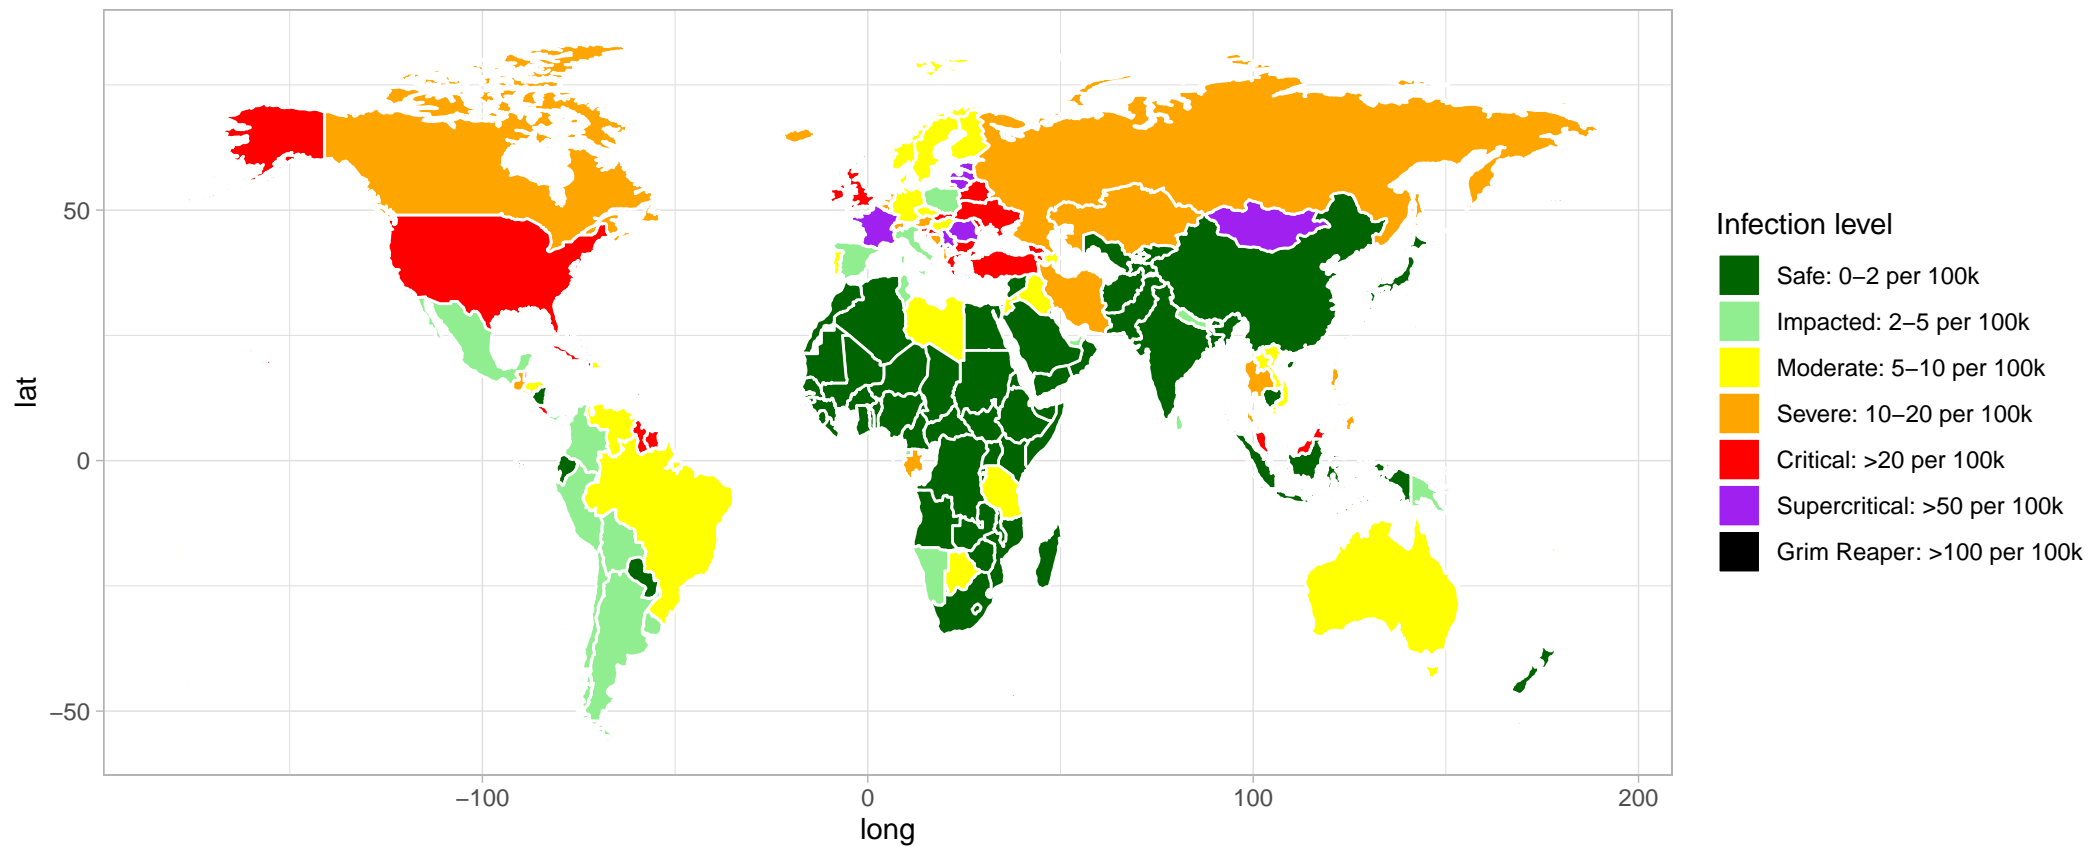 50
0
−50
lat
−100
0
100
200
long
Infection level
Safe: 0−2 per 100k
Impacted: 2−5 per 100k
Moderate: 5−10 per 100k
Severe: 10−20 per 100k
Critical: >20 per 100k
Supercritical: >50 per 100k
Grim Reaper: >100 per 100k